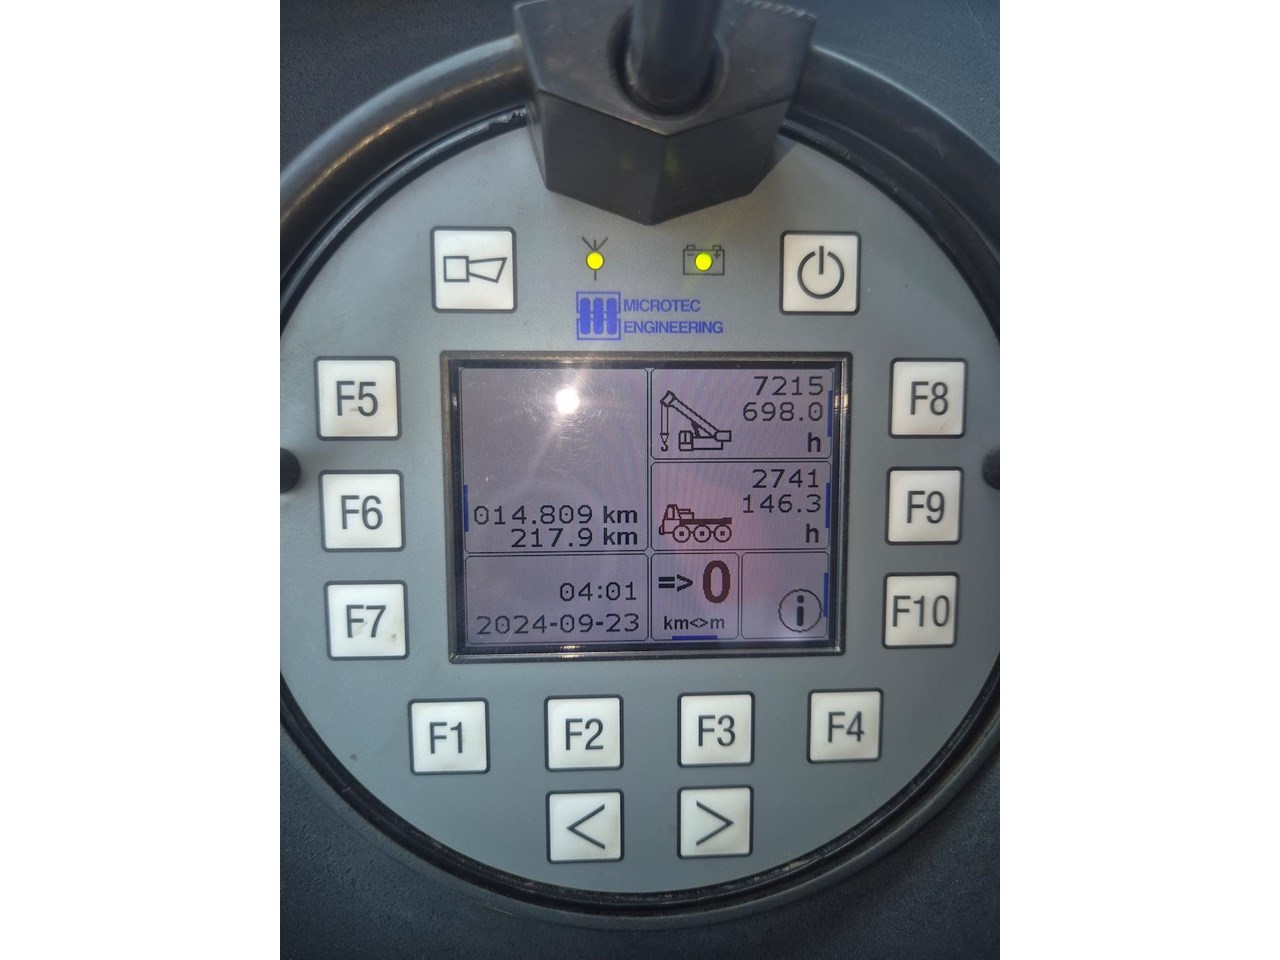 MICROTEC
ENGINEERING
F5
F6
F7
F8
F9
F10
7215
698.0
h
2741
146.3
h
014.809 km
217.9 km
04:01
2024-09-23
=> 0
km<>m
i
F1
F2
F3
F4
<
>